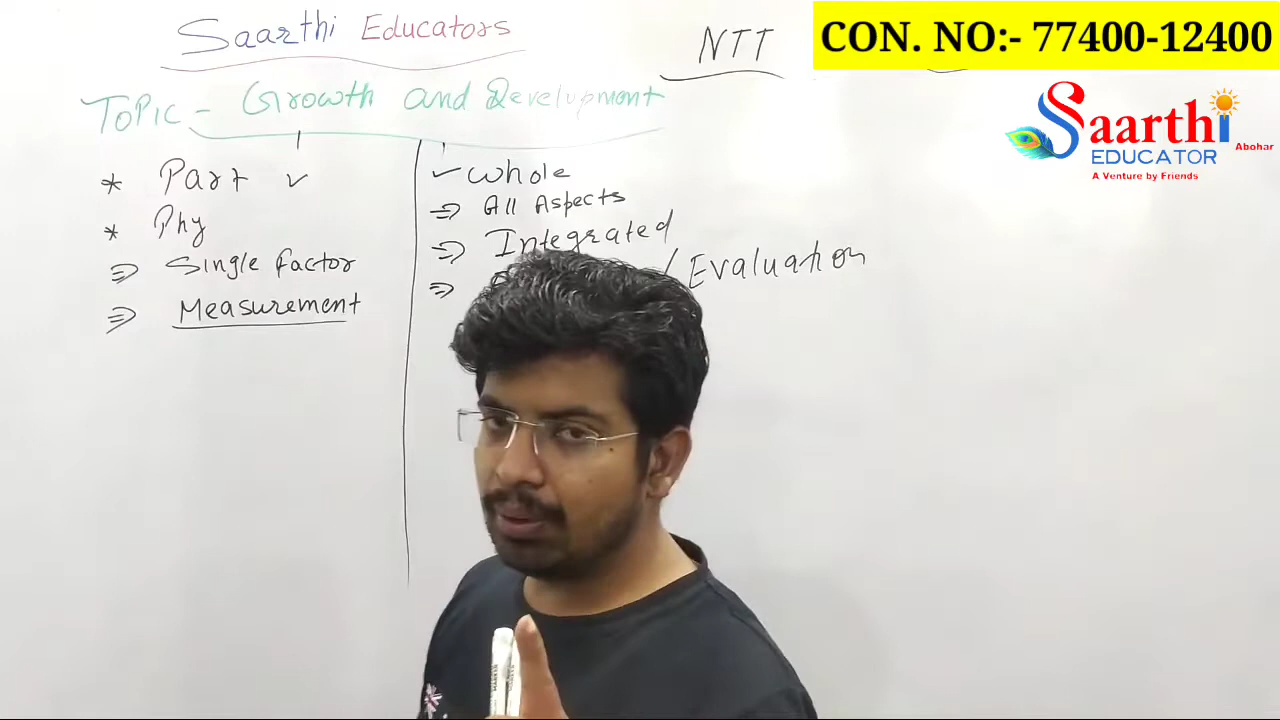 Saarthi Educators
NTT
CON. NO:- 77400-12400
Topic - Growth and Development
Saarthi
EDUCATOR
Abohar
A Venture by Friends
* Part ✓
* Phy
⇒ Single factor
⇒ Measurement
✓ Whole
⇒ All Aspects
⇒ Integrated
⇒ / Evaluation